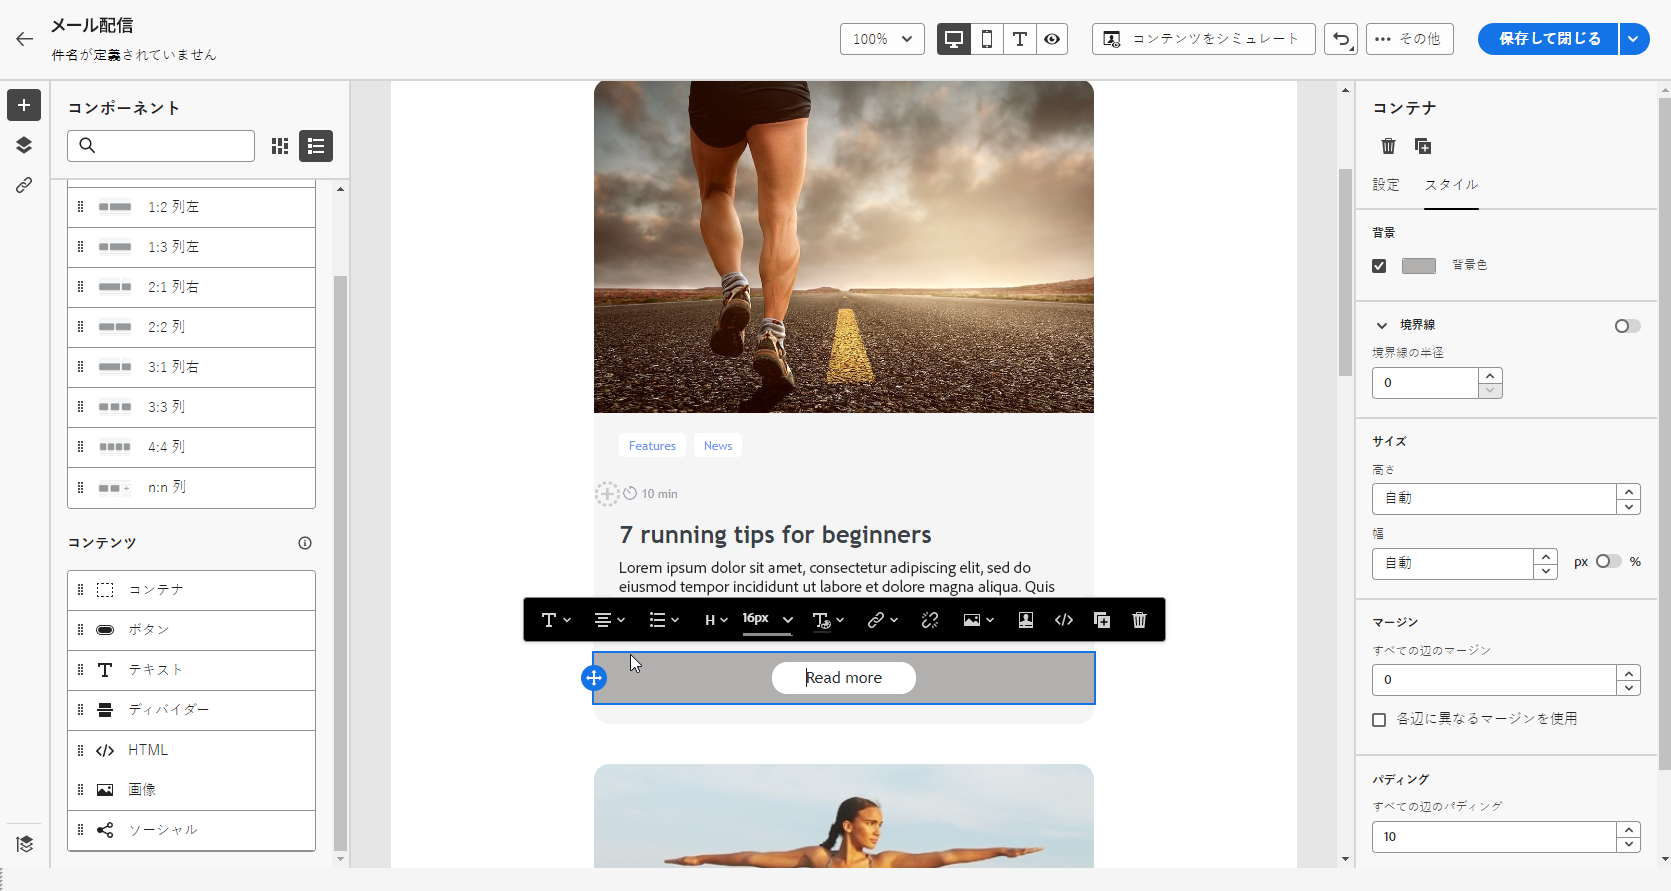 メール配信
件名が定義されていません
100%
コンテンツをシミュレート
その他
保存して閉じる
コンポーネント
1:2 列左
1:3 列左
2:1 列右
2:2 列
3:1 列右
3:3 列
4:4 列
n:n 列
コンテンツ
コンテナ
ボタン
テキスト
ディバイダー
HTML
画像
ソーシャル
Features
News
10 min
7 running tips for beginners
Lorem ipsum dolor sit amet, consectetur adipiscing elit, sed do
eiusmod tempor incididunt ut labore et dolore magna aliqua. Quis
H
16px
Read more
コンテナ
設定
スタイル
背景
背景色
境界線
境界線の半径
0
サイズ
高さ
自動
幅
自動
px
%
マージン
すべての辺のマージン
0
各辺に異なるマージンを使用
パディング
すべての辺のパディング
10